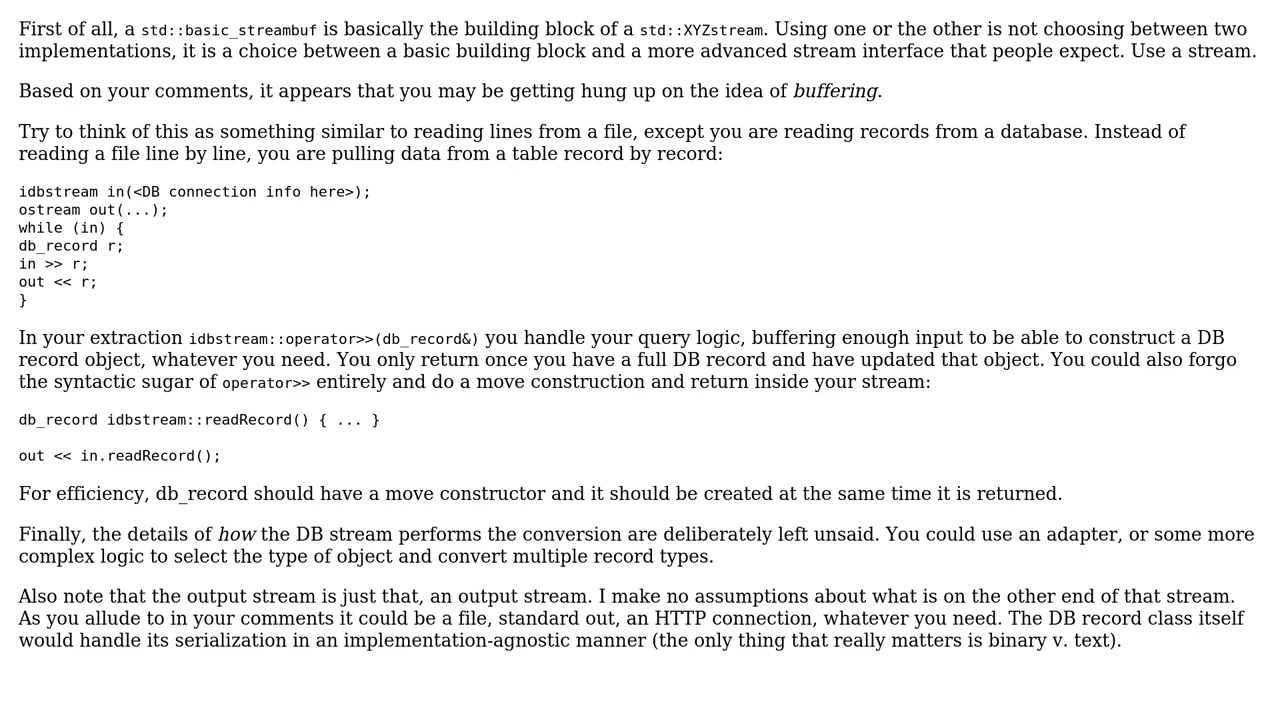 First of all, a std::basic_streambuf is basically the building block of a std::XYZstream. Using one or the other is not choosing between two
implementations, it is a choice between a basic building block and a more advanced stream interface that people expect. Use a stream.
Based on your comments, it appears that you may be getting hung up on the idea of buffering.
Try to think of this as something similar to reading lines from a file, except you are reading records from a database. Instead of
reading a file line by line, you are pulling data from a table record by record:
idbstream in(<DB connection info here>);
ostream out(...);
while (in) {
db_record r;
in >> r;
out << r;
}
In your extraction idbstream::operator>>(db_record&) you handle your query logic, buffering enough input to be able to construct a DB
record object, whatever you need. You only return once you have a full DB record and have updated that object. You could also forgo
the syntactic sugar of operator>> entirely and do a move construction and return inside your stream:
db_record idbstream::readRecord() { ... }
out << in.readRecord();
For efficiency, db_record should have a move constructor and it should be created at the same time it is returned.
Finally, the details of how the DB stream performs the conversion are deliberately left unsaid. You could use an adapter, or some more
complex logic to select the type of object and convert multiple record types.
Also note that the output stream is just that, an output stream. I make no assumptions about what is on the other end of that stream.
As you allude to in your comments it could be a file, standard out, an HTTP connection, whatever you need. The DB record class itself
would handle its serialization in an implementation-agnostic manner (the only thing that really matters is binary v. text).